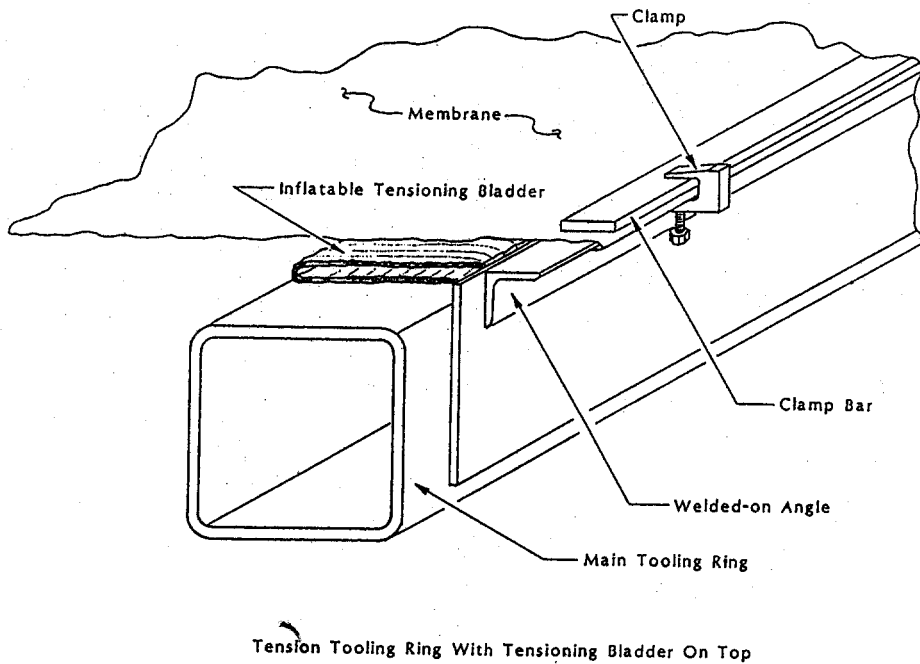 Clamp
Membrane
Inflatable Tensioning Bladder
Clamp Bar
Welded-on Angle
Main Tooling Ring
Tension Tooling Ring With Tensioning Bladder On Top